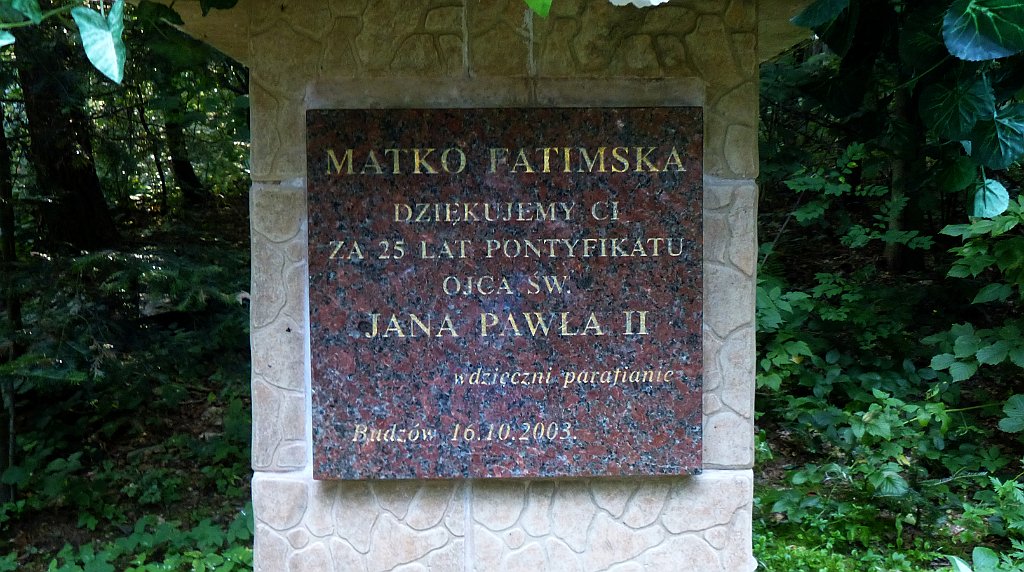 MATKO FATIMSKA
DZIĘKUJEMY CI
ZA 25 LAT PONTYFIKATU
OJCA ŚW.
JANA PAWŁA II
wdzięczni parafianie
Budzów 16.10.2003.